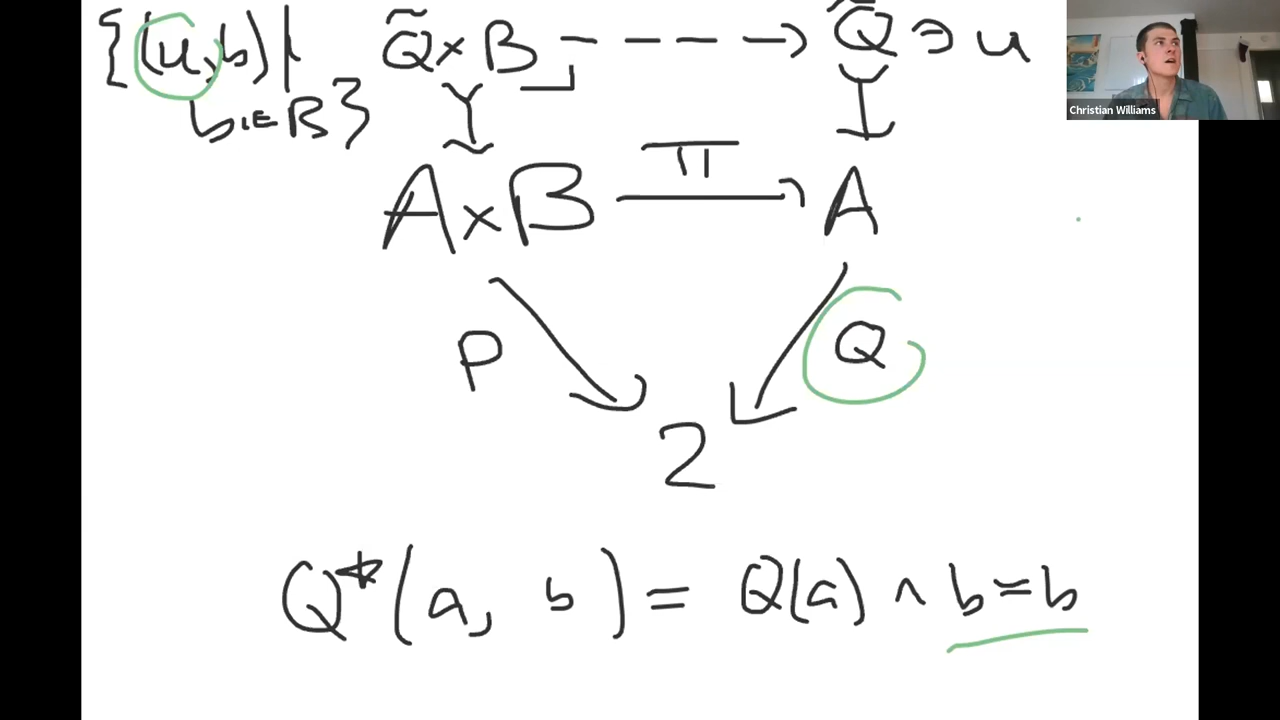 {(u,b)|
b∈B}
Q̃×B ⇢ Q̃ ∋ u
A×B π→ A
P Q
2
Q*(a, b) = Q(a) ∧ b=b
Christian Williams